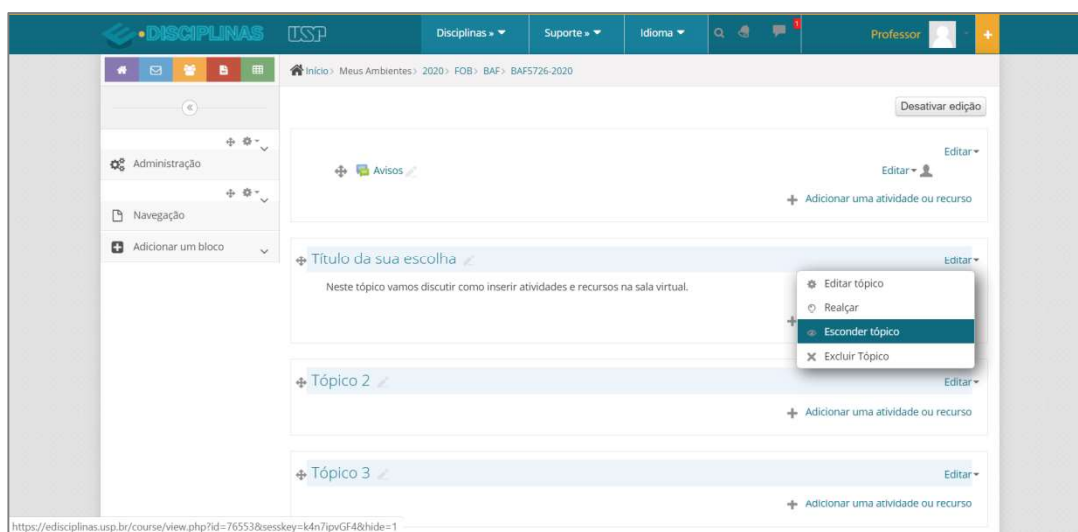 e•DISCIPLINAS USP Disciplinas » Suporte » Idioma 1 Professor
Início> Meus Ambientes> 2020> FOB> BAF> BAF5726-2020
Desativar edição
Editar
Administração
Avisos
Editar
Adicionar uma atividade ou recurso
Navegação
Adicionar um bloco
Título da sua escolha
Editar
Neste tópico vamos discutir como inserir atividades e recursos na sala virtual.
Editar tópico
Realçar
Esconder tópico
Excluir Tópico
Tópico 2
Editar
Adicionar uma atividade ou recurso
Tópico 3
Editar
Adicionar uma atividade ou recurso
https://edisciplinas.usp.br/course/view.php?id=76553&sesskey=k4n7ipvGF4&hide=1